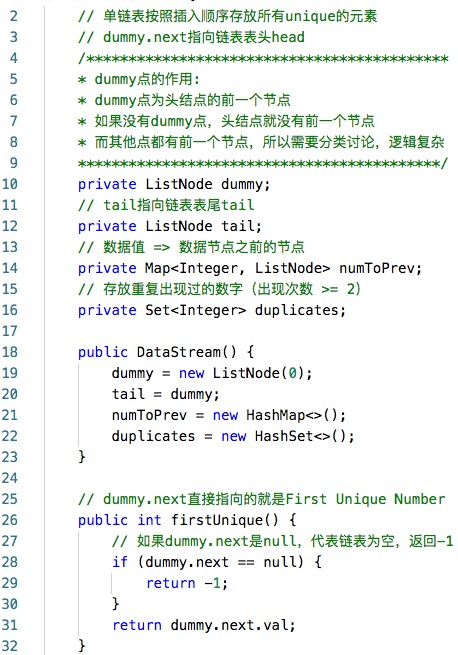 2 // 单链表按照插入顺序存放所有unique的元素
3 // dummy.next指向链表表头head
4 /*******************************************
5 * dummy点的作用:
6 * dummy点为头结点的前一个节点
7 * 如果没有dummy点，头结点就没有前一个节点
8 * 而其他点都有前一个节点，所以需要分类讨论，逻辑复杂
9 *******************************************/
10 private ListNode dummy;
11 // tail指向链表表尾tail
12 private ListNode tail;
13 // 数据值 => 数据节点之前的节点
14 private Map<Integer, ListNode> numToPrev;
15 // 存放重复出现过的数字（出现次数 >= 2）
16 private Set<Integer> duplicates;
17
18 public DataStream() {
19 dummy = new ListNode(0);
20 tail = dummy;
21 numToPrev = new HashMap<>();
22 duplicates = new HashSet<>();
23 }
24
25 // dummy.next直接指向的就是First Unique Number
26 public int firstUnique() {
27 // 如果dummy.next是null，代表链表为空，返回-1
28 if (dummy.next == null) {
29 return -1;
30 }
31 return dummy.next.val;
32 }